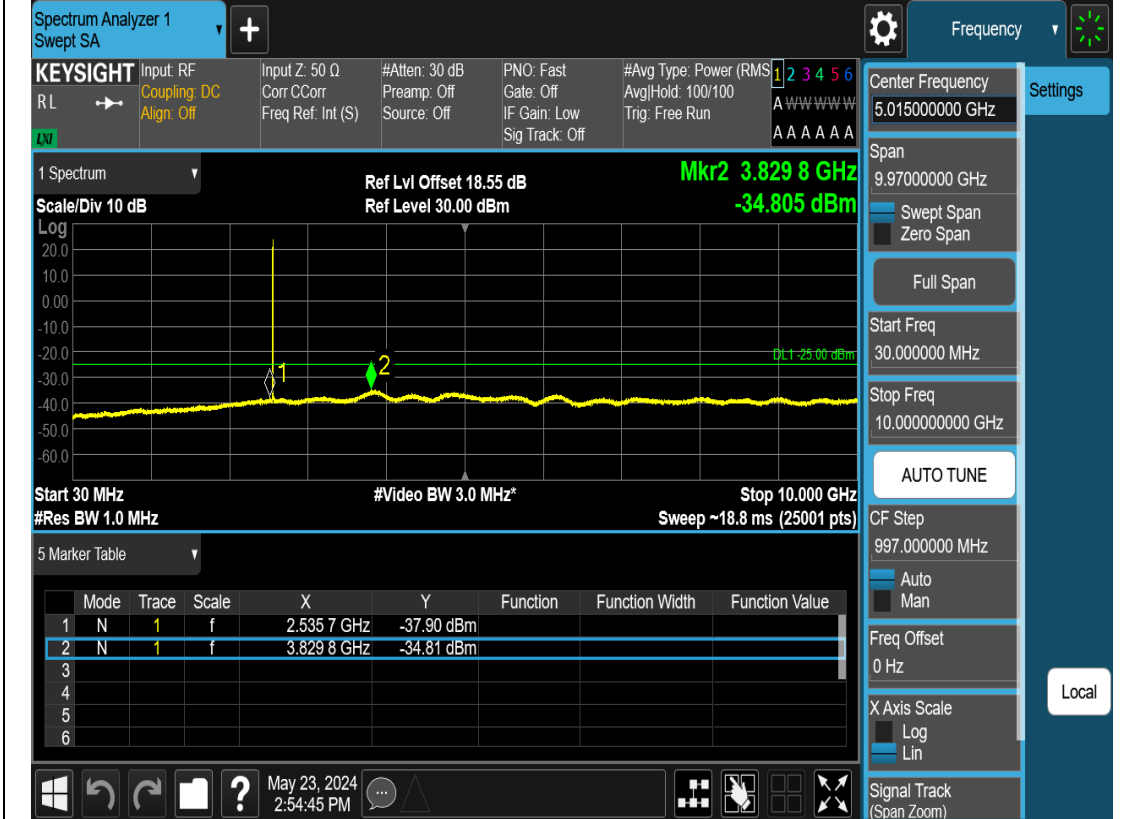 Spectrum Analyzer 1
Swept SA
+
Frequency
KEYSIGHT
RL
LXI
Input: RF
Coupling: DC
Align: Off
Input Z: 50 Ω
Corr CCorr
Freq Ref: Int (S)
#Atten: 30 dB
Preamp: Off
Source: Off
PNO: Fast
Gate: Off
IF Gain: Low
Sig Track: Off
#Avg Type: Power (RMS
Avg|Hold: 100/100
Trig: Free Run
1 2 3 4 5 6
A W W W W W
A A A A A A
1 Spectrum
Scale/Div 10 dB
Ref Lvl Offset 18.55 dB
Ref Level 30.00 dBm
Mkr2 3.829 8 GHz
-34.805 dBm
Log
20.0
10.0
0.00
-10.0
-20.0
-30.0
-40.0
-50.0
-60.0
DL1 -25.00 dBm
1
2
Start 30 MHz
#Video BW 3.0 MHz*
Stop 10.000 GHz
#Res BW 1.0 MHz
Sweep ~18.8 ms (25001 pts)
5 Marker Table
Mode Trace Scale X Y Function Function Width Function Value
1 N 1 f 2.535 7 GHz -37.90 dBm
2 N 1 f 3.829 8 GHz -34.81 dBm
3
4
5
6
?
May 23, 2024
2:54:45 PM
Center Frequency
5.015000000 GHz
Settings
Span
9.97000000 GHz
Swept Span
Zero Span
Full Span
Start Freq
30.000000 MHz
Stop Freq
10.000000000 GHz
AUTO TUNE
CF Step
997.000000 MHz
Auto
Man
Freq Offset
0 Hz
X Axis Scale
Log
Lin
Signal Track
(Span Zoom)
Local